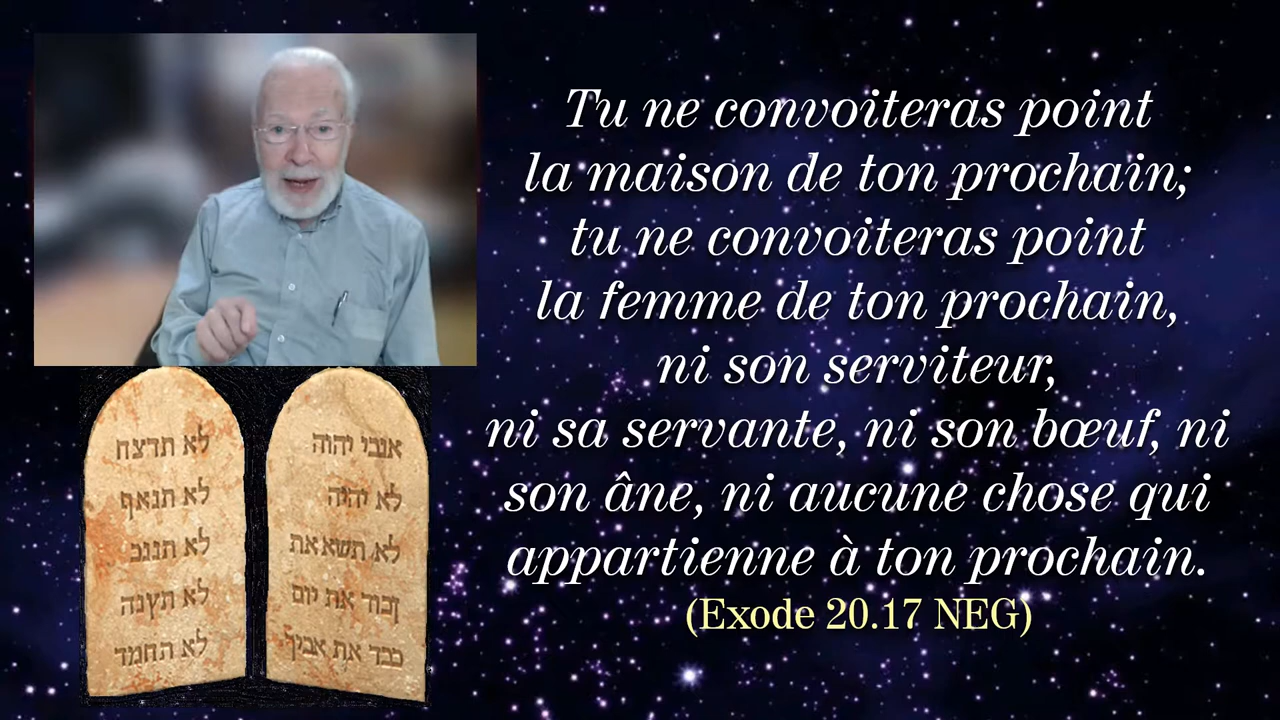 Tu ne convoiteras point
la maison de ton prochain;
tu ne convoiteras point
la femme de ton prochain,
ni son serviteur,
ni sa servante, ni son bœuf, ni
son âne, ni aucune chose qui
appartienne à ton prochain.
(Exode 20.17 NEG)
אנכי יהוה
לא יהיה
לא תשא את
זכור את יום
כבד את אביך
לא תרצח
לא תנאף
לא תגנב
לא תענה
לא תחמד